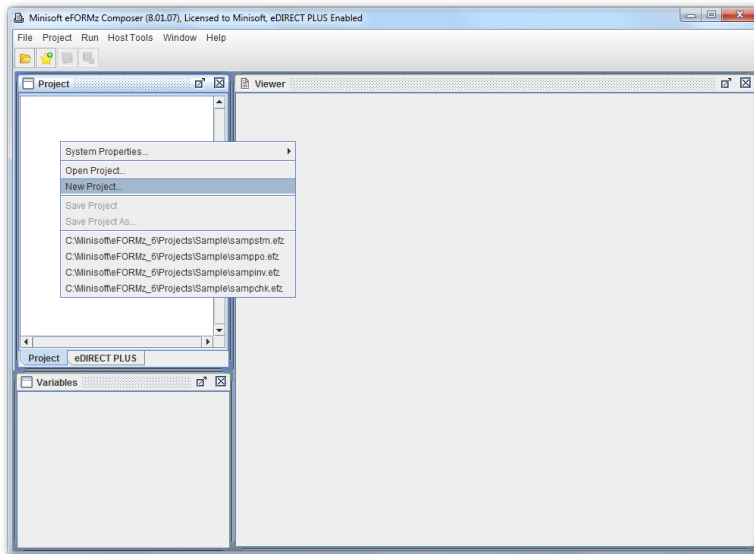 Minisoft eFORMz Composer (8.01.07), Licensed to Minisoft, eDIRECT PLUS Enabled
File Project Run Host Tools Window Help
Project
Viewer
System Properties...
Open Project...
New Project...
Save Project
Save Project As...
C:\Minisoft\eFORMz_6\Projects\Sample\sampstm.efz
C:\Minisoft\eFORMz_6\Projects\Sample\samppo.efz
C:\Minisoft\eFORMz_6\Projects\Sample\sampinv.efz
C:\Minisoft\eFORMz_6\Projects\Sample\sampchk.efz
Project eDIRECT PLUS
Variables